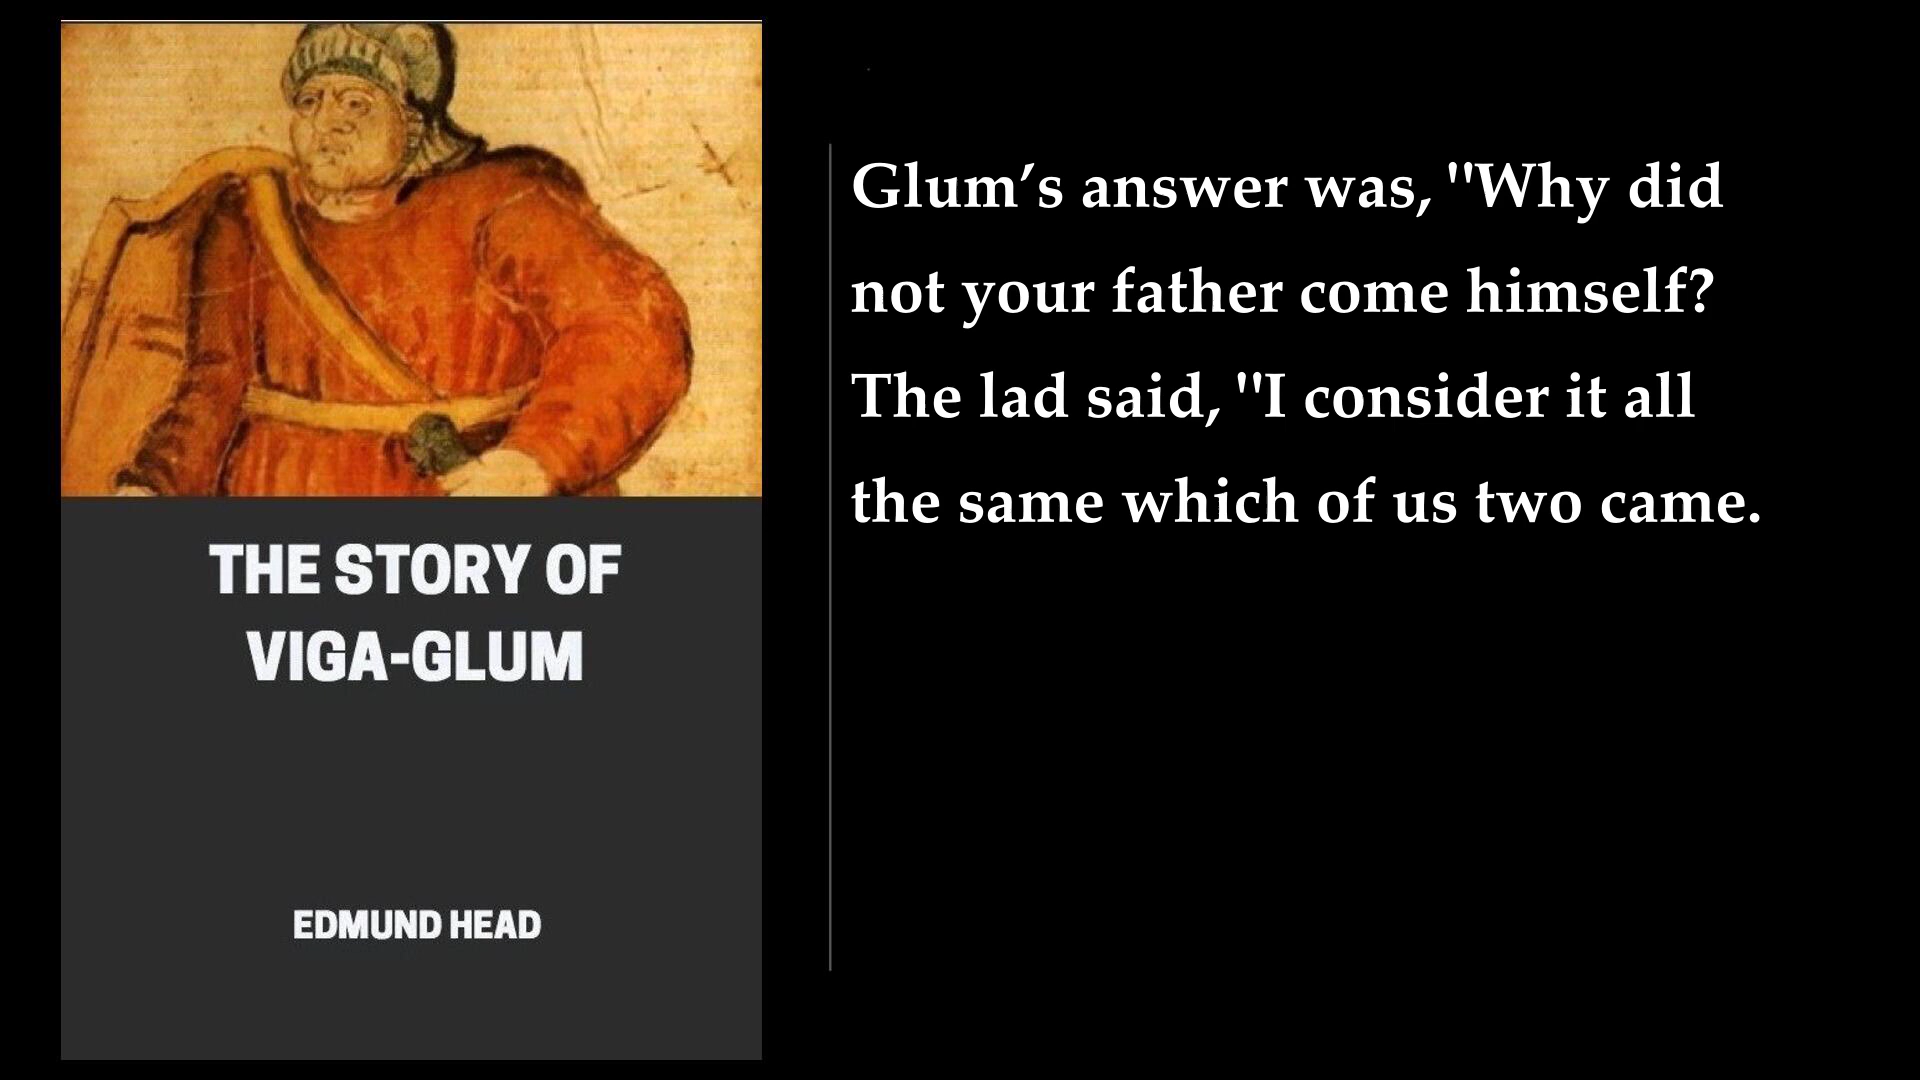 THE STORY OF
VIGA-GLUM
EDMUND HEAD
Glum’s answer was, "Why did
not your father come himself?
The lad said, "I consider it all
the same which of us two came.